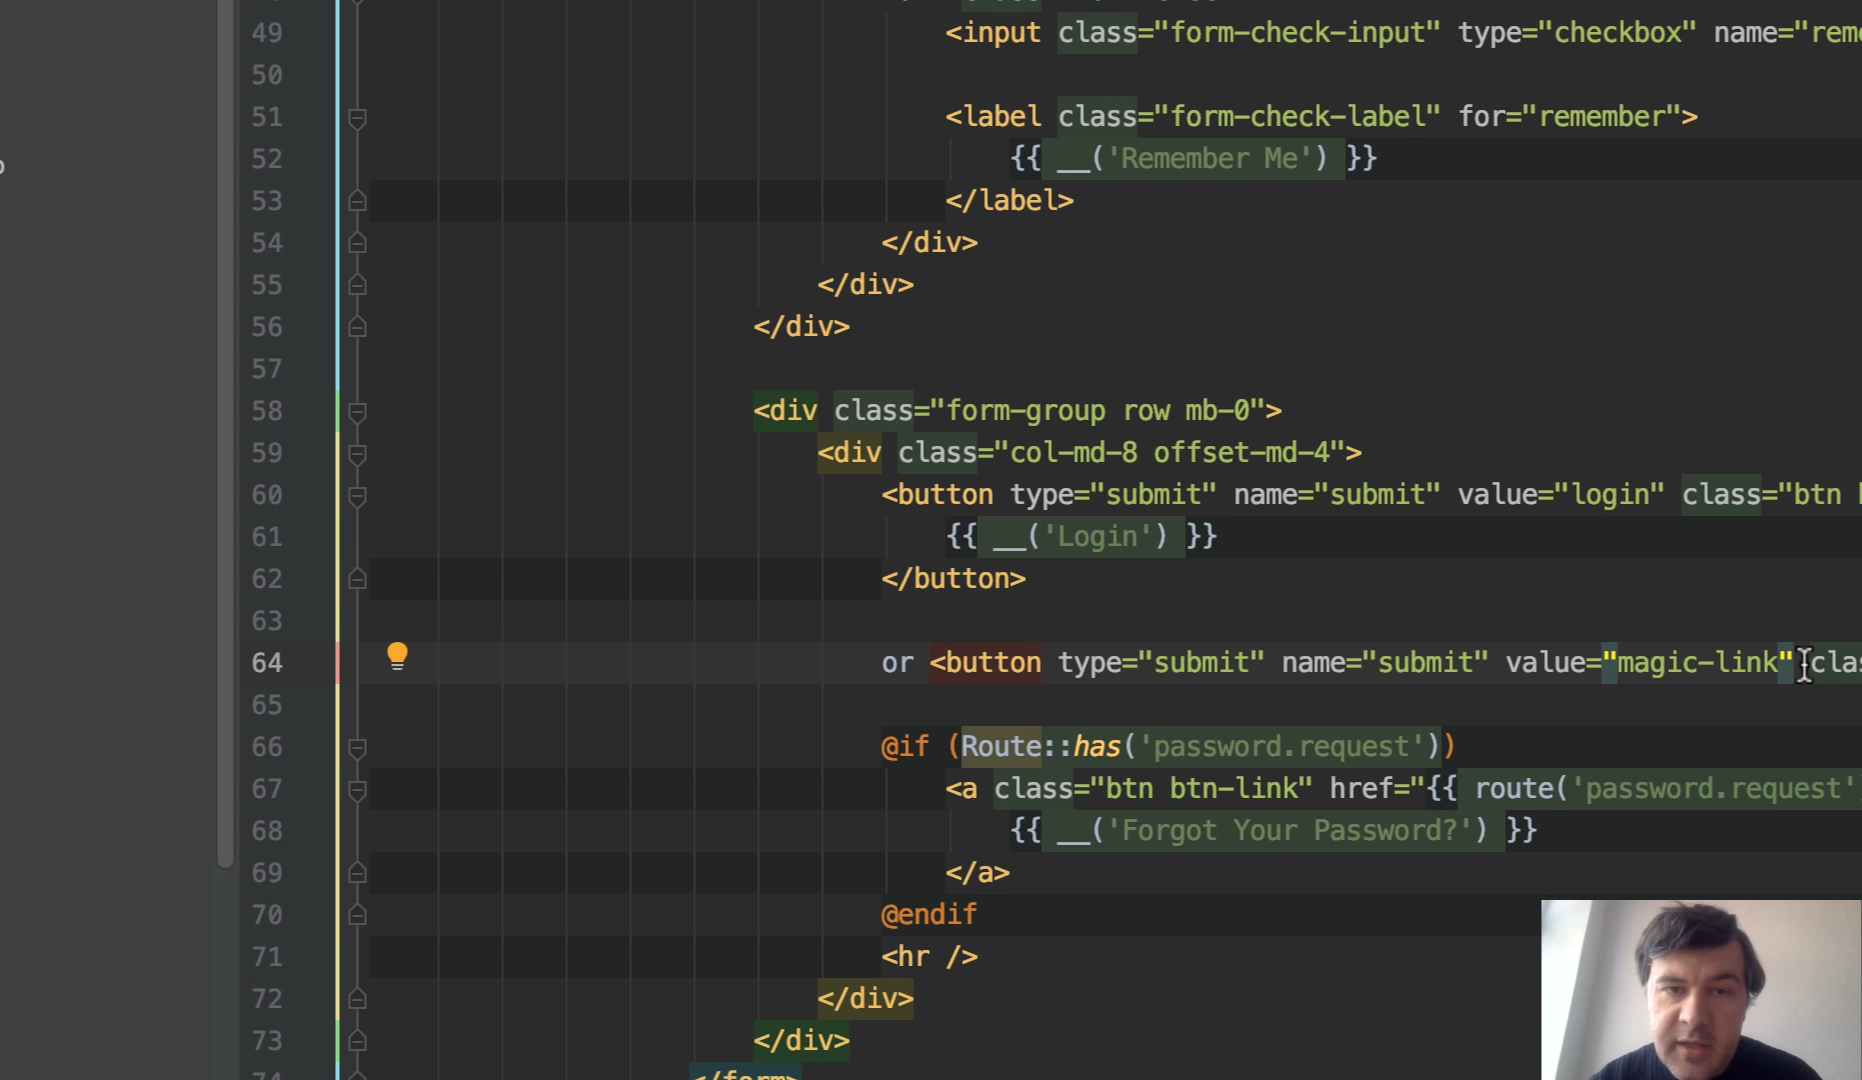 49 <input class="form-check-input" type="checkbox" name="reme
50
51 <label class="form-check-label" for="remember">
52 {{ __('Remember Me') }}
53 </label>
54 </div>
55 </div>
56 </div>
57
58 <div class="form-group row mb-0">
59 <div class="col-md-8 offset-md-4">
60 <button type="submit" name="submit" value="login" class="btn
61 {{ __('Login') }}
62 </button>
63
64 or <button type="submit" name="submit" value="magic-link" clas
65
66 @if (Route::has('password.request'))
67 <a class="btn btn-link" href="{{ route('password.request'
68 {{ __('Forgot Your Password?') }}
69 </a>
70 @endif
71 <hr />
72 </div>
73 </div>
74 </form>